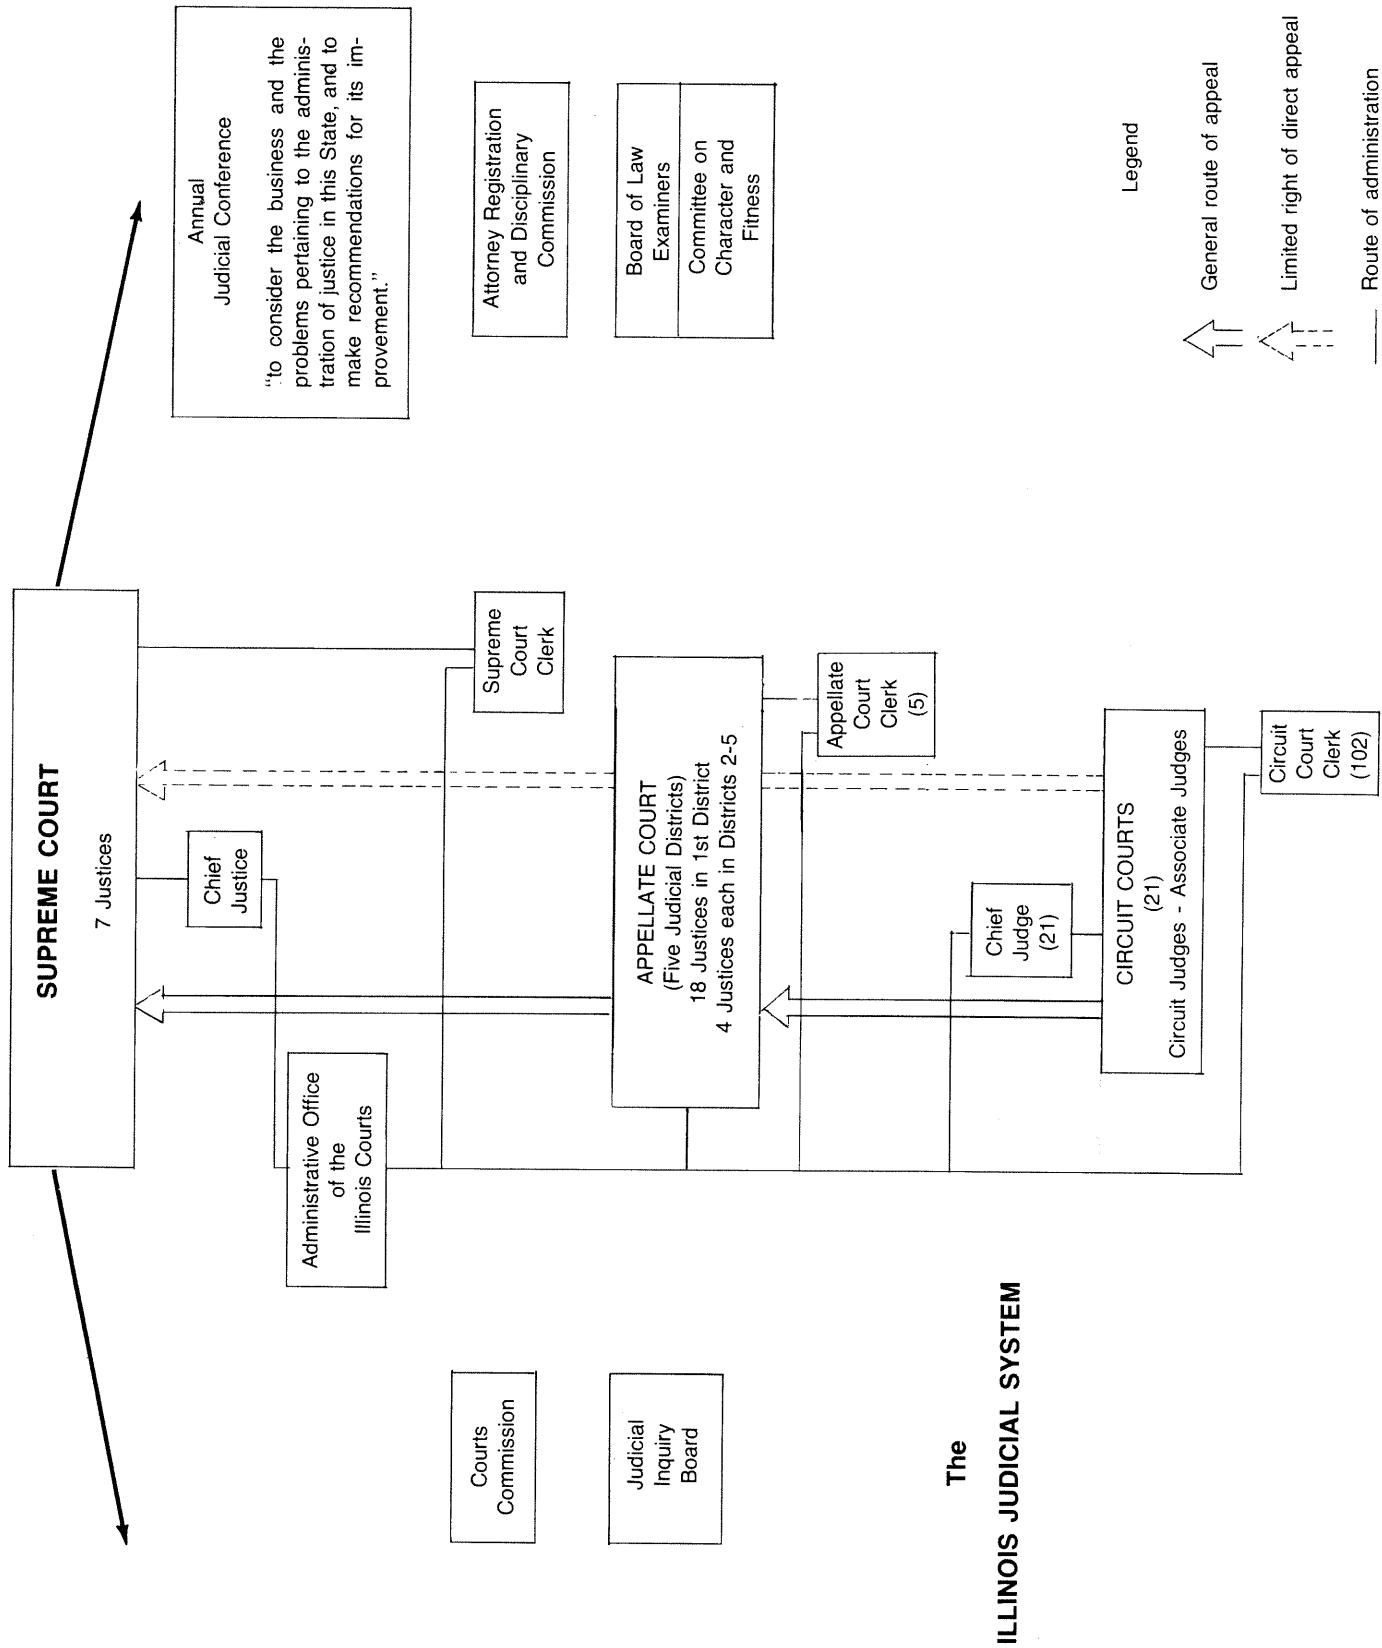 SUPREME COURT
7 Justices
Chief
Justice
Administrative Office
of the
Illinois Courts
Supreme
Court
Clerk
Annual
Judicial Conference
“to consider the business and the
problems pertaining to the adminis-
tration of justice in this State, and to
make recommendations for its im-
provement.”
Attorney Registration
and Disciplinary
Commission
Board of Law
Examiners
Committee on
Character and
Fitness
Courts
Commission
Judicial
Inquiry
Board
APPELLATE COURT
(Five Judicial Districts)
18 Justices in 1st District
4 Justices each in Districts 2-5
Appellate
Court
Clerk
(5)
Chief
Judge
(21)
CIRCUIT COURTS
(21)
Circuit Judges - Associate Judges
Circuit
Court
Clerk
(102)
The
ILLINOIS JUDICIAL SYSTEM
Legend
General route of appeal
Limited right of direct appeal
Route of administration